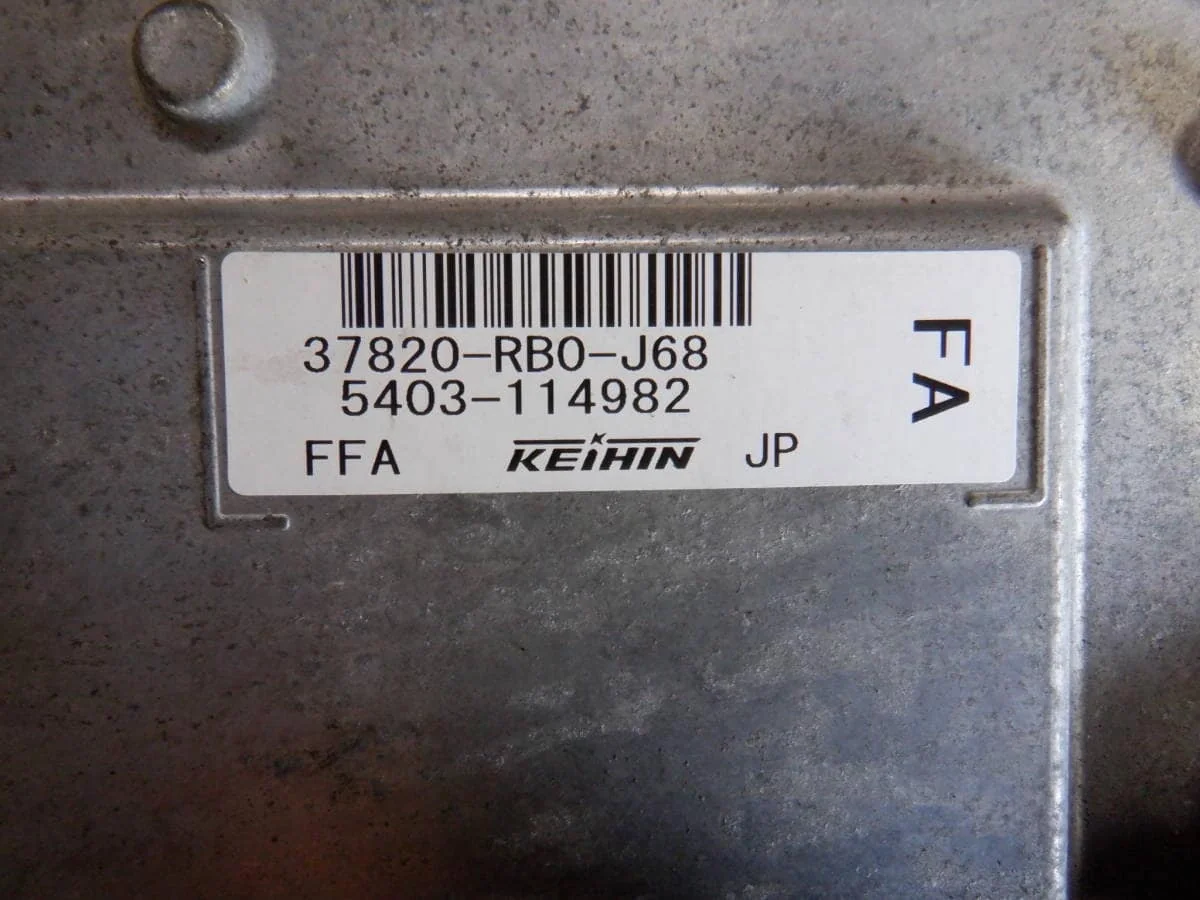 37820-RB0-J68
5403-114982
FFA KEIHIN JP
FA